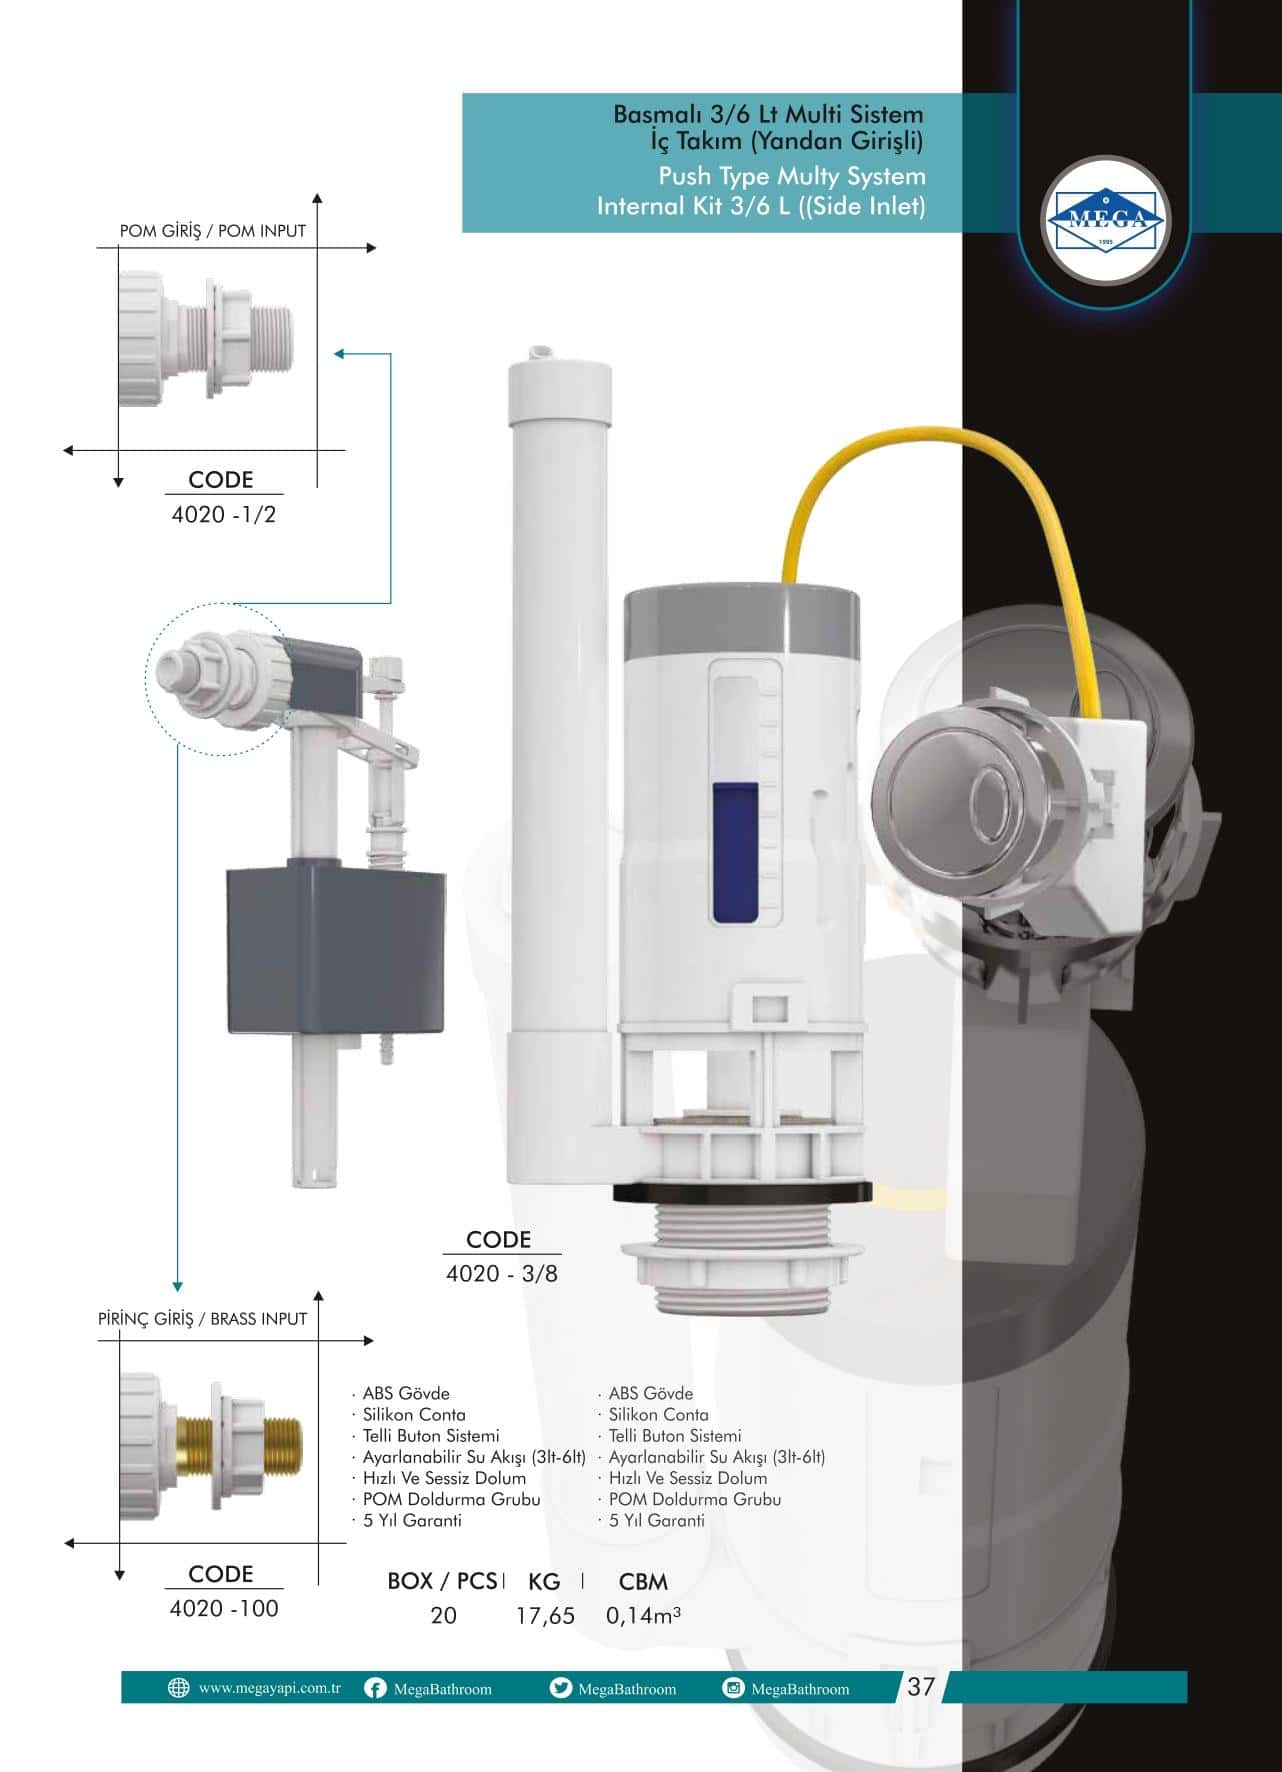 Basmalı 3/6 Lt Multi Sistem
İç Takım (Yandan Girişli)
Push Type Multy System
Internal Kit 3/6 L ((Side Inlet)
MEGA
1995
POM GİRİŞ / POM INPUT
CODE
4020 -1/2
CODE
4020 - 3/8
PİRİNÇ GİRİŞ / BRASS INPUT
CODE
4020 -100
· ABS Gövde
· Silikon Conta
· Telli Buton Sistemi
· Ayarlanabilir Su Akışı (3lt-6lt)
· Hızlı Ve Sessiz Dolum
· POM Doldurma Grubu
· 5 Yıl Garanti
· ABS Gövde
· Silikon Conta
· Telli Buton Sistemi
· Ayarlanabilir Su Akışı (3lt-6lt)
· Hızlı Ve Sessiz Dolum
· POM Doldurma Grubu
· 5 Yıl Garanti
BOX / PCS | KG | CBM
20 17,65 0,14m³
www.megayapi.com.tr MegaBathroom MegaBathroom MegaBathroom 37